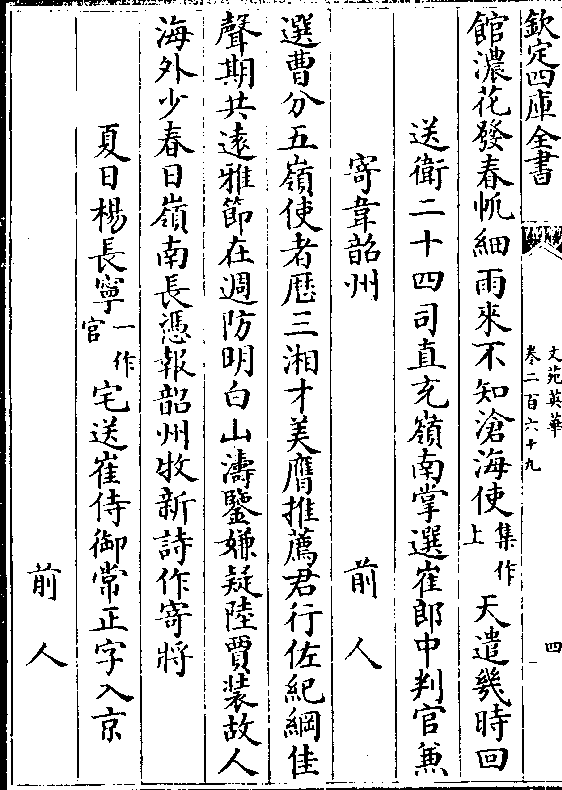 欽定四庫全書
文苑英華
卷二百六十九
四
館濃花發春帆細雨來不知滄海使集作上天遣幾時回
送衛二十四司直充嶺南掌選崔郎中判官兼
寄韋韶州
前人
選曹分五嶺使者歴三湘才美膺推薦君行佐紀綱佳
聲期共遠雅節在週防明白山濤鑒嫌疑陸賈装故人
海外少春日嶺南長憑報韶州牧新詩作寄將
夏日楊長寧一作官宅送崔侍御常正字入京
前人